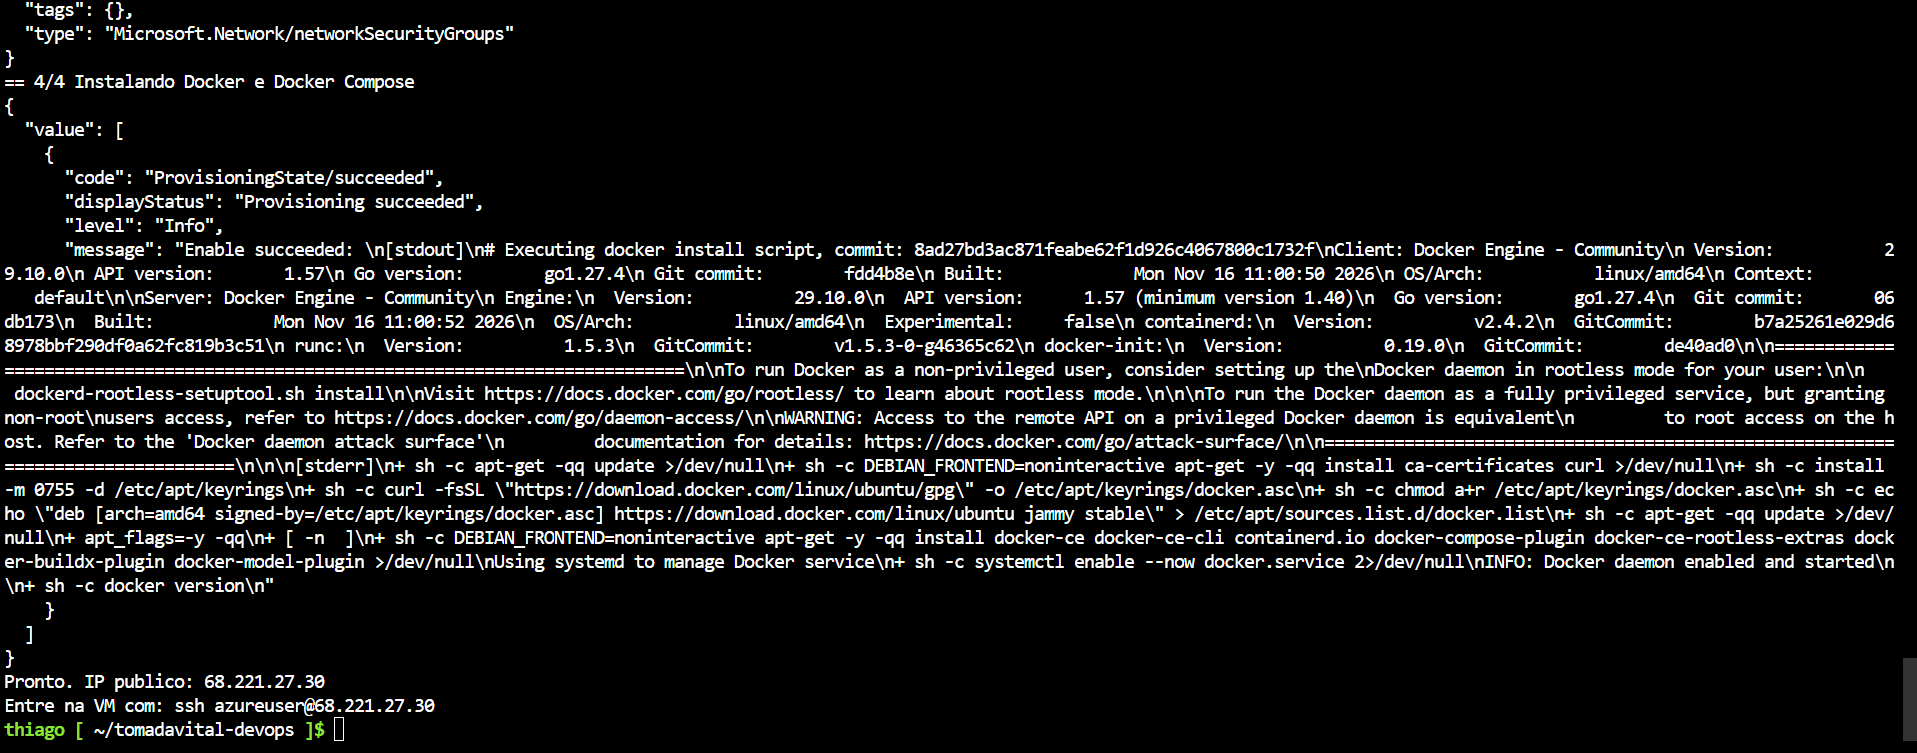 "tags": {},
  "type": "Microsoft.Network/networkSecurityGroups"
}
== 4/4 Instalando Docker e Docker Compose
{
  "value": [
    {
      "code": "ProvisioningState/succeeded",
      "displayStatus": "Provisioning succeeded",
      "level": "Info",
      "message": "Enable succeeded: \n[stdout]\n# Executing docker install script, commit: 8ad27bd3ac871feabe62f1d926c4067800c1732f\nClient: Docker Engine - Community\n Version:           2
9.10.0\n API version:       1.57\n Go version:        go1.27.4\n Git commit:        fdd4b8e\n Built:             Mon Nov 16 11:00:50 2026\n OS/Arch:           linux/amd64\n Context:        
   default\n\nServer: Docker Engine - Community\n Engine:\n  Version:          29.10.0\n  API version:      1.57 (minimum version 1.40)\n  Go version:       go1.27.4\n  Git commit:       06
db173\n  Built:            Mon Nov 16 11:00:52 2026\n  OS/Arch:          linux/amd64\n  Experimental:     false\n containerd:\n  Version:          v2.4.2\n  GitCommit:        b7a25261e029d6
8978bbf290df0a62fc819b3c51\n runc:\n  Version:          1.5.3\n  GitCommit:        v1.5.3-0-g46365c62\n docker-init:\n  Version:          0.19.0\n  GitCommit:        de40ad0\n\n============
====================================================================\n\nTo run Docker as a non-privileged user, consider setting up the\nDocker daemon in rootless mode for your user:\n\n   
 dockerd-rootless-setuptool.sh install\n\nVisit https://docs.docker.com/go/rootless/ to learn about rootless mode.\n\n\nTo run the Docker daemon as a fully privileged service, but granting 
non-root\nusers access, refer to https://docs.docker.com/go/daemon-access/\n\nWARNING: Access to the remote API on a privileged Docker daemon is equivalent\n         to root access on the h
ost. Refer to the 'Docker daemon attack surface'\n         documentation for details: https://docs.docker.com/go/attack-surface/\n\n=========================================================
=======================\n\n\n[stderr]\n+ sh -c apt-get -qq update >/dev/null\n+ sh -c DEBIAN_FRONTEND=noninteractive apt-get -y -qq install ca-certificates curl >/dev/null\n+ sh -c install 
-m 0755 -d /etc/apt/keyrings\n+ sh -c curl -fsSL \"https://download.docker.com/linux/ubuntu/gpg\" -o /etc/apt/keyrings/docker.asc\n+ sh -c chmod a+r /etc/apt/keyrings/docker.asc\n+ sh -c ec
ho \"deb [arch=amd64 signed-by=/etc/apt/keyrings/docker.asc] https://download.docker.com/linux/ubuntu jammy stable\" > /etc/apt/sources.list.d/docker.list\n+ sh -c apt-get -qq update >/dev/
null\n+ apt_flags=-y -qq\n+ [ -n  ]\n+ sh -c DEBIAN_FRONTEND=noninteractive apt-get -y -qq install docker-ce docker-ce-cli containerd.io docker-compose-plugin docker-ce-rootless-extras dock
er-buildx-plugin docker-model-plugin >/dev/null\nUsing systemd to manage Docker service\n+ sh -c systemctl enable --now docker.service 2>/dev/null\nINFO: Docker daemon enabled and started\n
\n+ sh -c docker version\n"
    }
  ]
}
Pronto. IP publico: 68.221.27.30
Entre na VM com: ssh azureuser@68.221.27.30
thiago [ ~/tomadavital-devops ]$